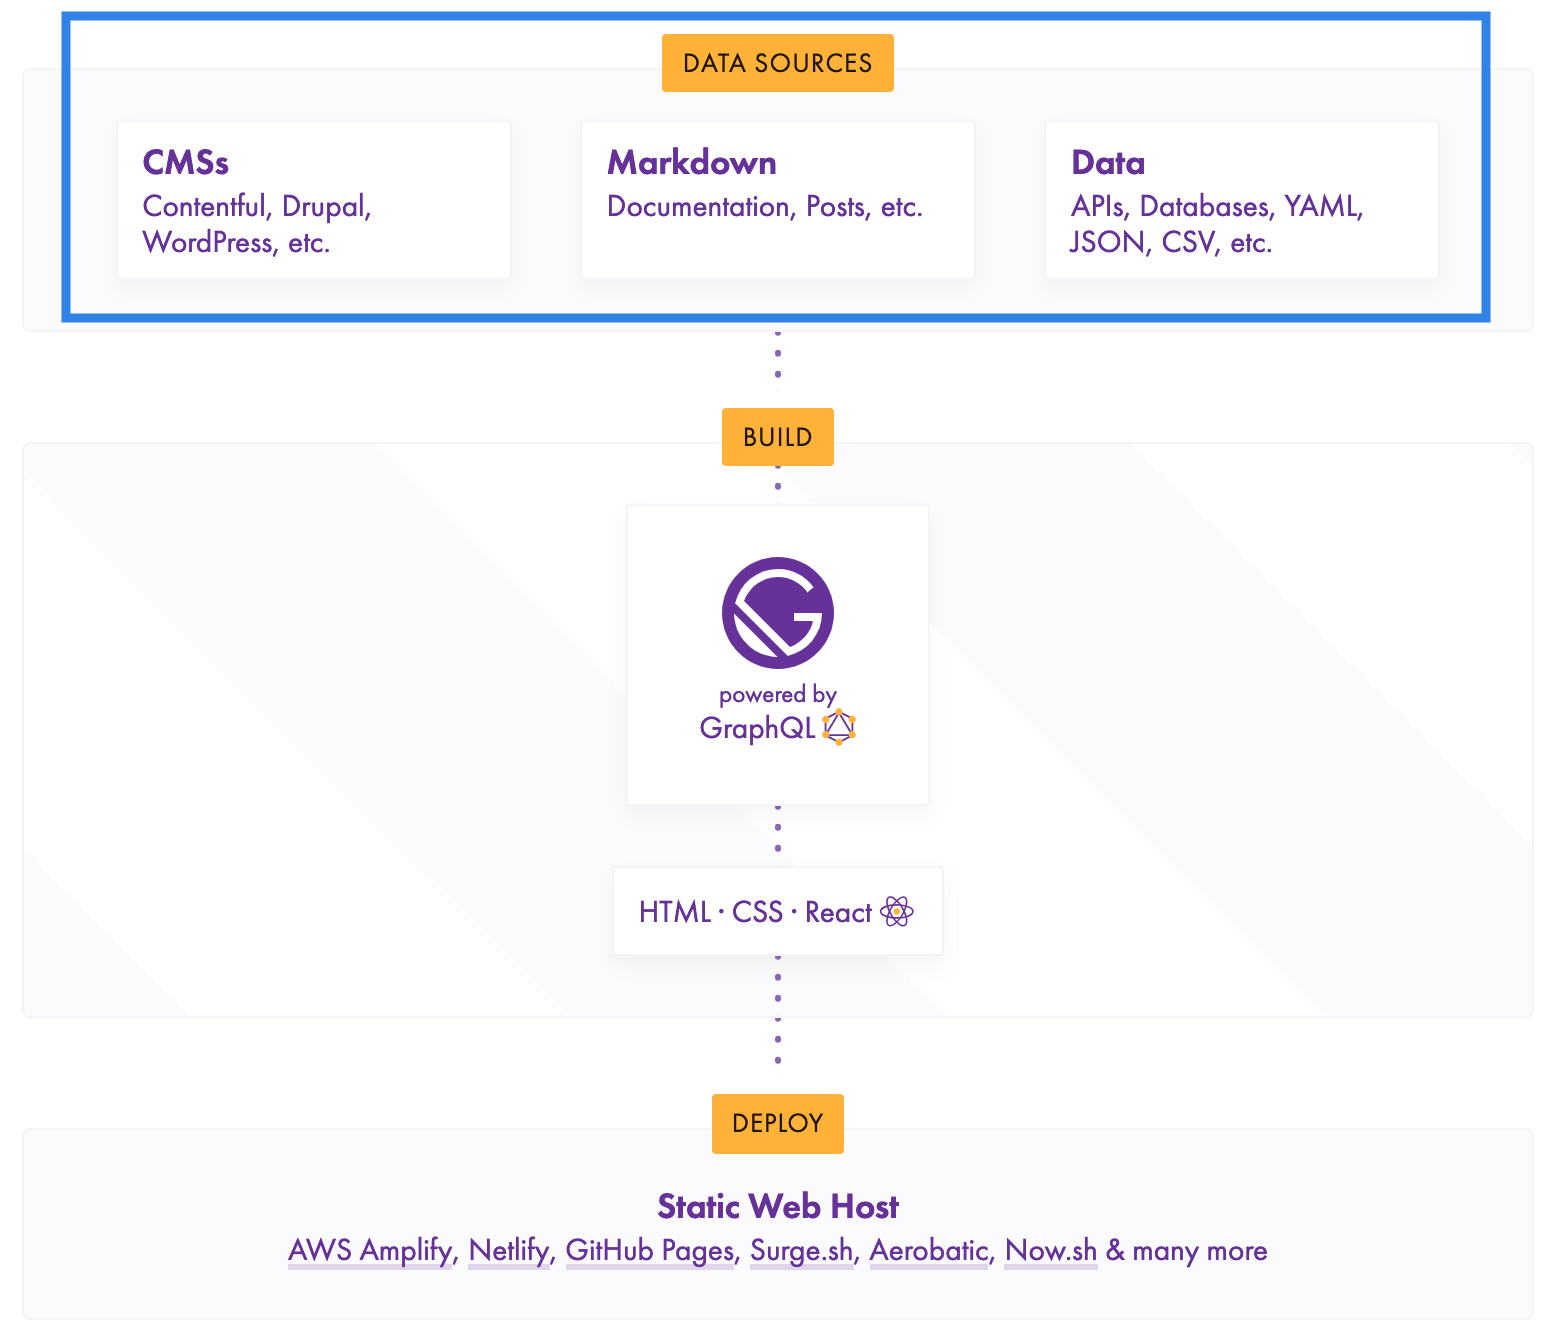 DATA SOURCES
CMSs
Contentful, Drupal,
WordPress, etc.
Markdown
Documentation, Posts, etc.
Data
APIs, Databases, YAML,
JSON, CSV, etc.
BUILD
powered by
GraphQL
HTML · CSS · React
DEPLOY
Static Web Host
AWS Amplify, Netlify, GitHub Pages, Surge.sh, Aerobatic, Now.sh & many more